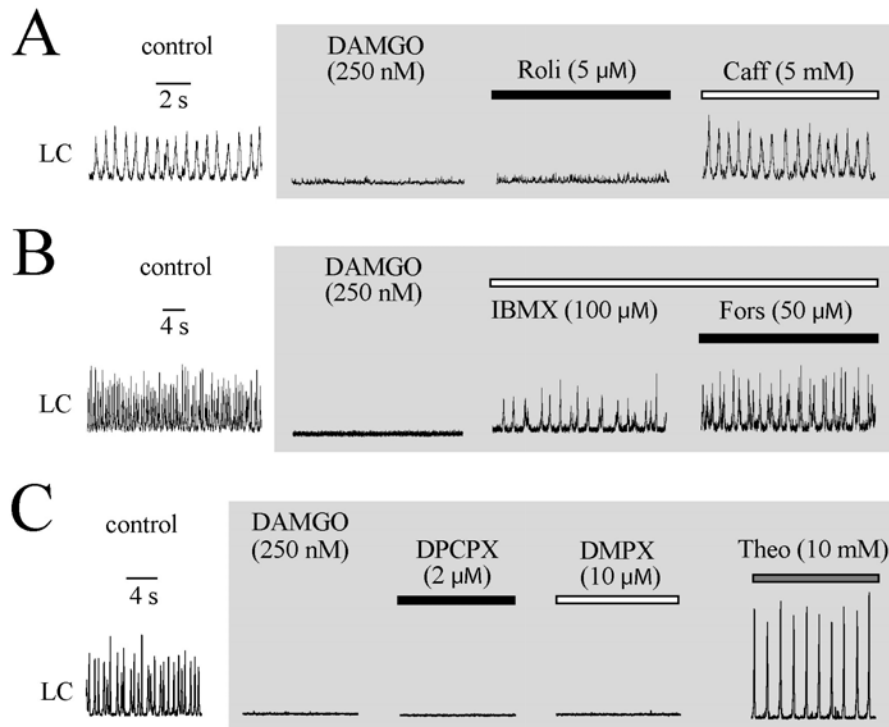 A
control
2 s
LC
DAMGO
(250 nM)
Roli (5 µM)
Caff (5 mM)
B
control
4 s
LC
DAMGO
(250 nM)
IBMX (100 µM)
Fors (50 µM)
C
control
4 s
LC
DAMGO
(250 nM)
DPCPX
(2 µM)
DMPX
(10 µM)
Theo (10 mM)